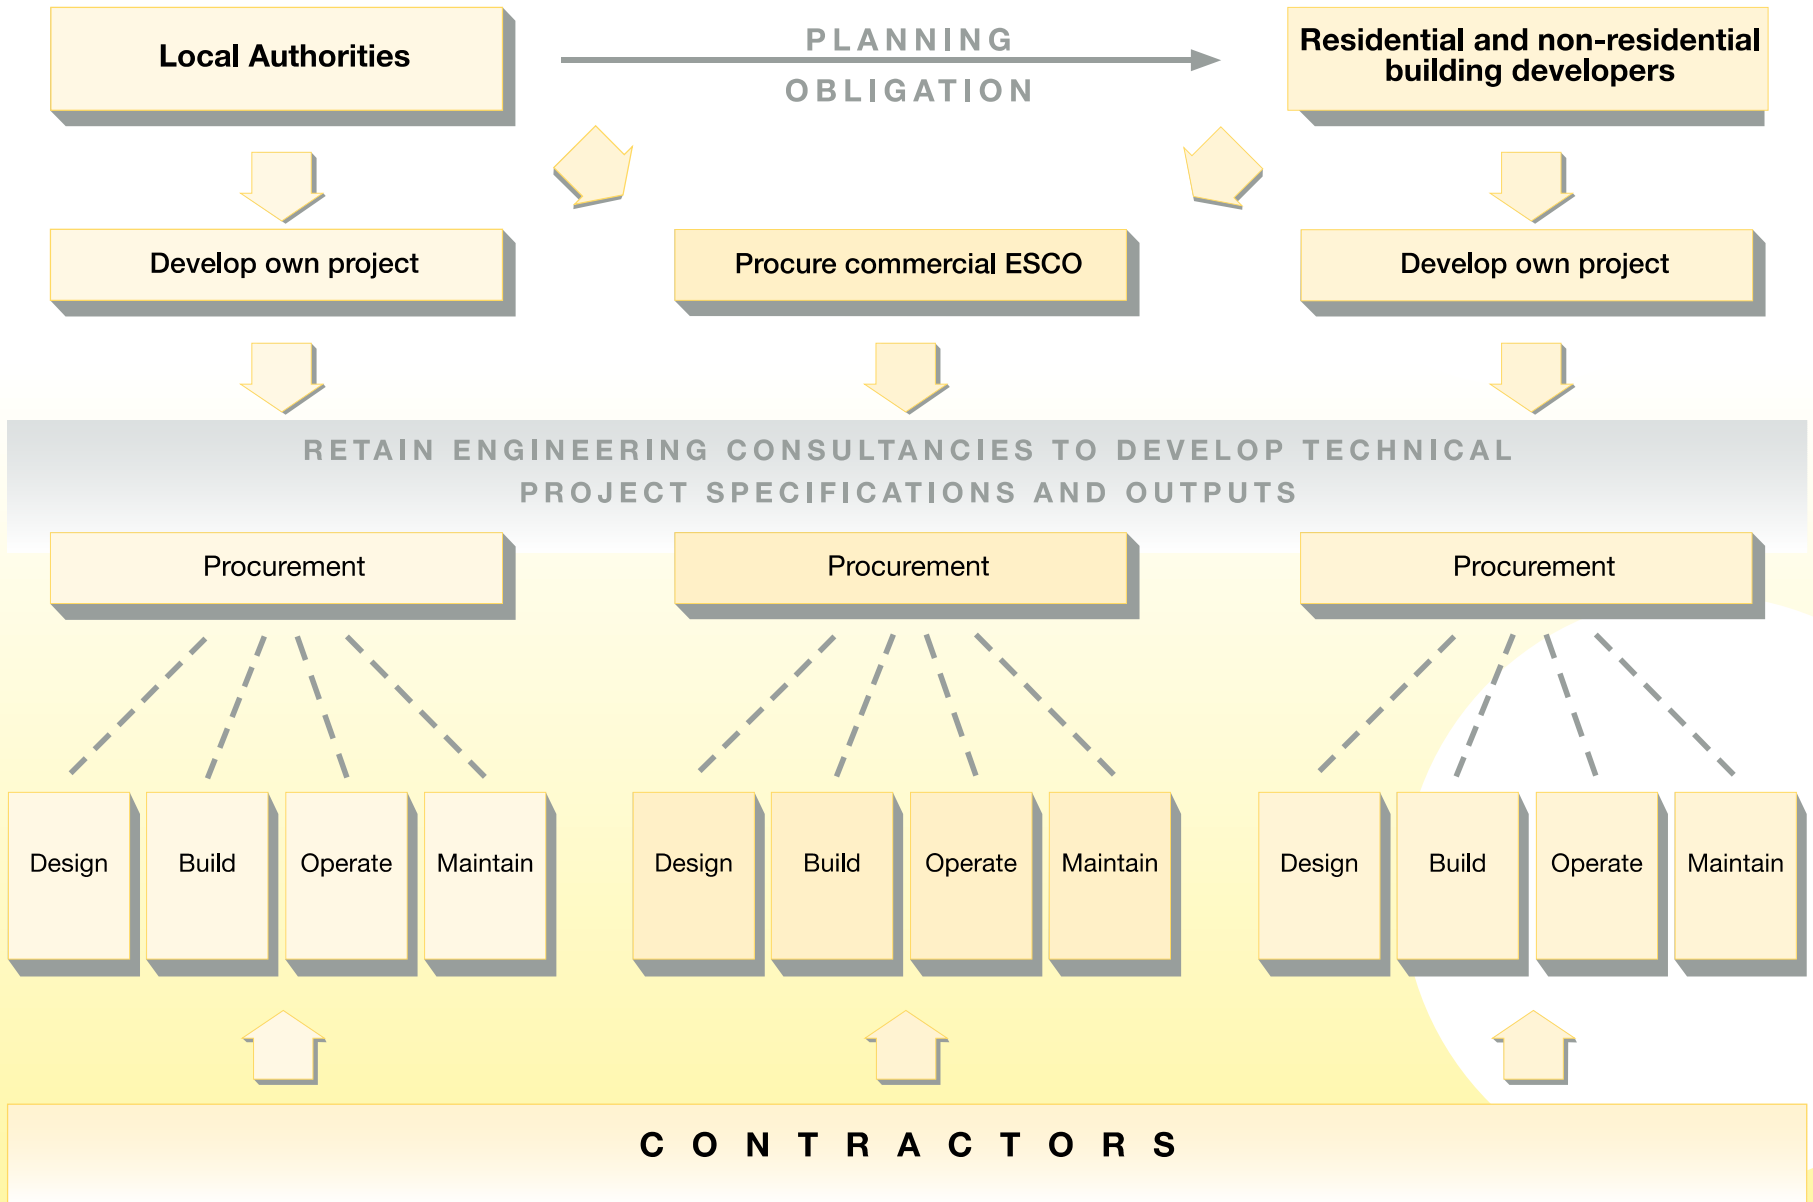 Local Authorities
PLANNING
OBLIGATION
Residential and non-residential
building developers
Develop own project
Procure commercial ESCO
Develop own project
RETAIN ENGINEERING CONSULTANCIES TO DEVELOP TECHNICAL
PROJECT SPECIFICATIONS AND OUTPUTS
Procurement
Procurement
Procurement
Design
Build
Operate
Maintain
Design
Build
Operate
Maintain
Design
Build
Operate
Maintain
CONTRACTORS